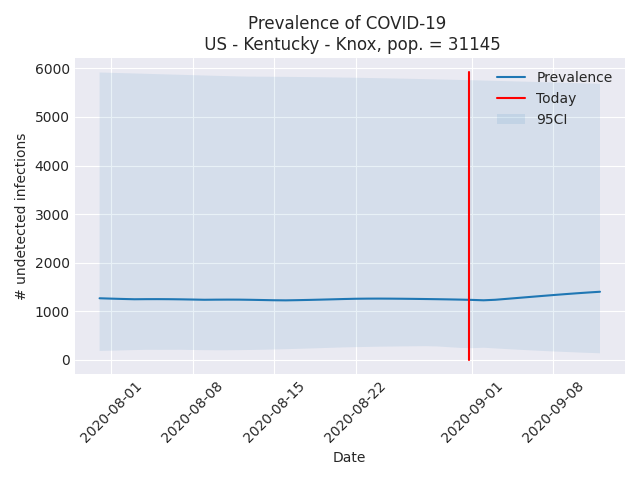 Prevalence of COVID-19
US - Kentucky - Knox, pop. = 31145
6000
5000
4000
3000
2000
1000
0
# undetected infections
Prevalence
Today
95CI
2020-08-01
2020-08-08
2020-08-15
2020-08-22
2020-09-01
2020-09-08
Date